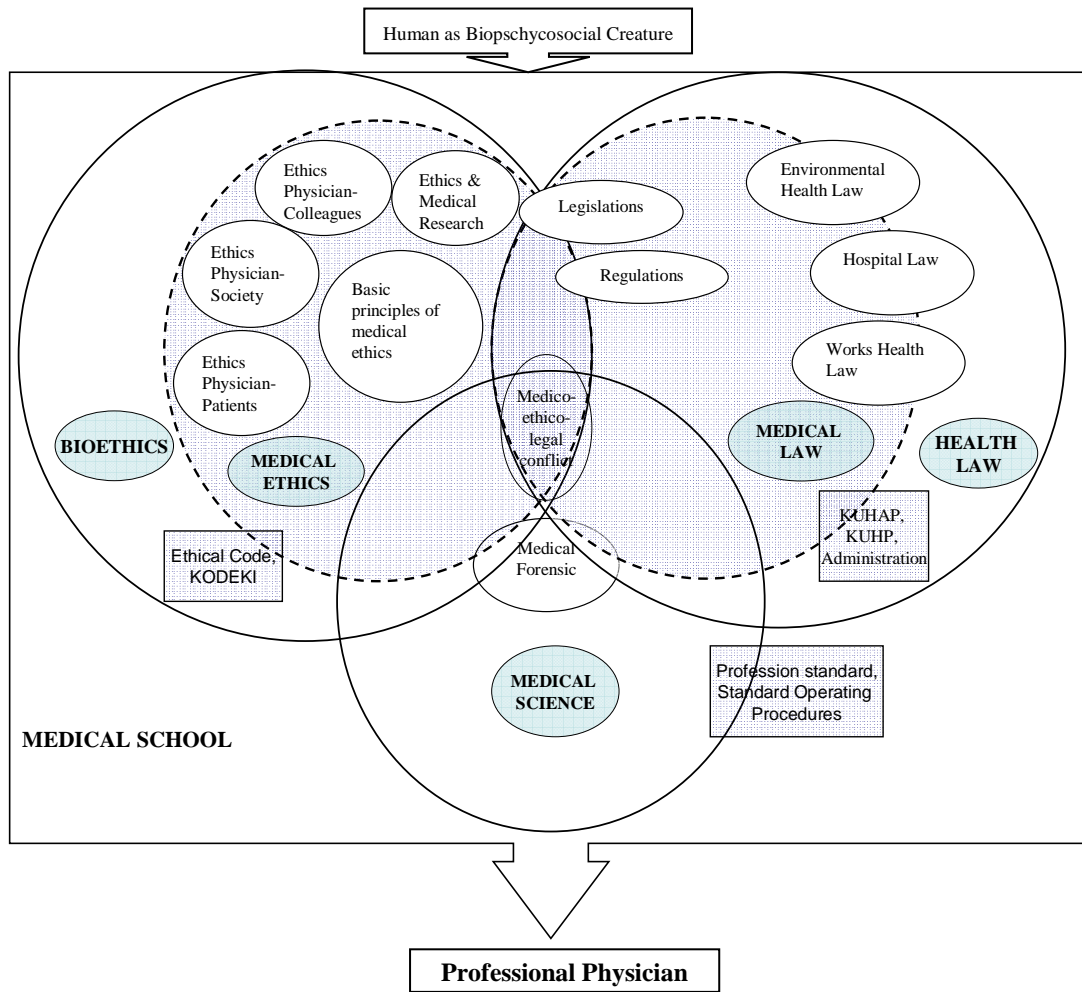 Human as Biopschycosocial Creature
Ethics
Physician-
Colleagues
Ethics &
Medical
Research
Legislations
Environmental
Health Law
Ethics
Physician-
Society
Basic
principles of
medical
ethics
Regulations
Hospital Law
Ethics
Physician-
Patients
Works Health
Law
Medico-
ethico-
legal
conflict
BIOETHICS
MEDICAL
ETHICS
MEDICAL
LAW
HEALTH
LAW
Ethical Code,
KODEKI
Medical
Forensic
KUHAP,
KUHP,
Administration
MEDICAL
SCIENCE
Profession standard,
Standard Operating
Procedures
MEDICAL SCHOOL
Professional Physician